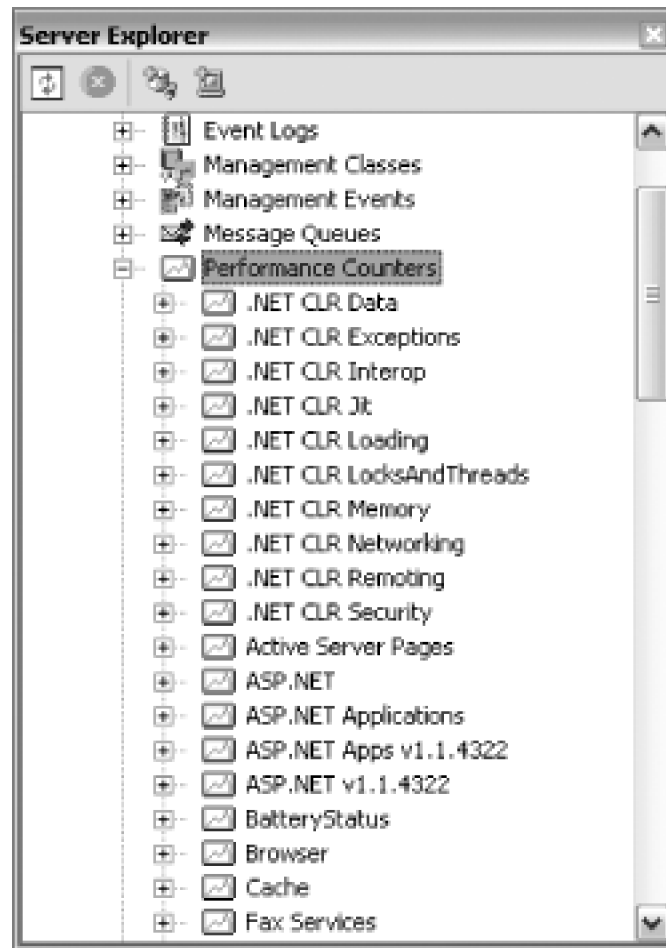 Server Explorer
Event Logs
Management Classes
Management Events
Message Queues
Performance Counters
.NET CLR Data
.NET CLR Exceptions
.NET CLR Interop
.NET CLR Jit
.NET CLR Loading
.NET CLR LocksAndThreads
.NET CLR Memory
.NET CLR Networking
.NET CLR Remoting
.NET CLR Security
Active Server Pages
ASP.NET
ASP.NET Applications
ASP.NET Apps v1.1.4322
ASP.NET v1.1.4322
BatteryStatus
Browser
Cache
Fax Services